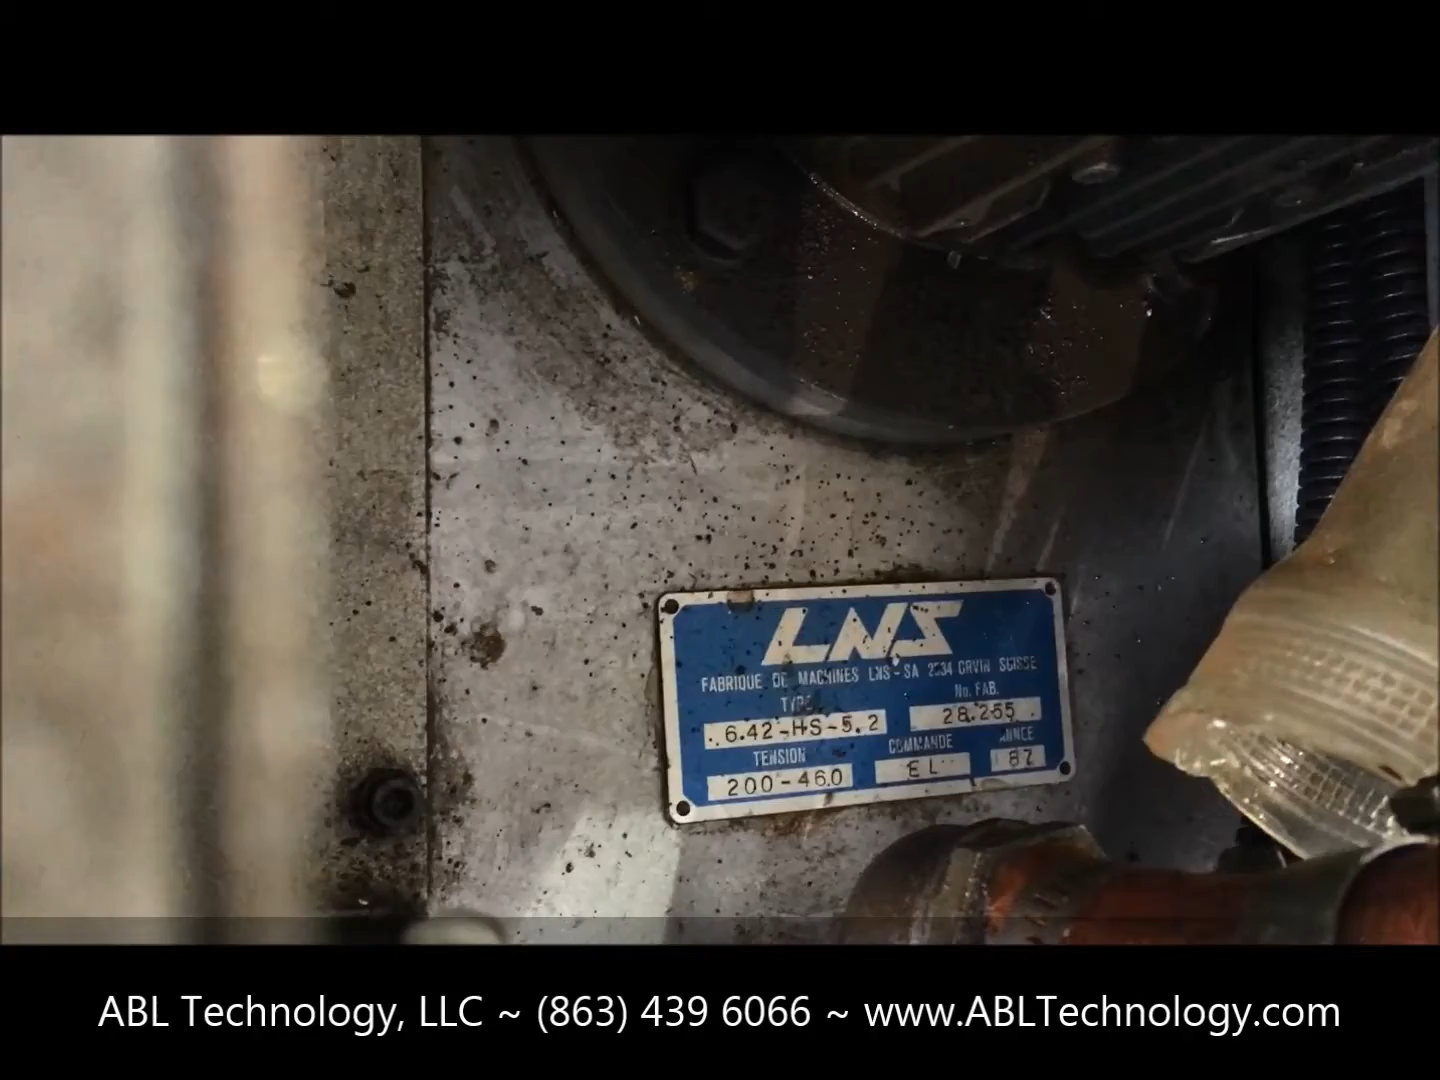 LNS
FABRIQUE DE MACHINES LNS-SA 2534 ORVIN SUISSE
TYPE
No. FAB.
6.42-HS-5.2
28.255
TENSION
COMMANDE
ANNEE
200-460
EL
87
ABL Technology, LLC ~ (863) 439 6066 ~ www.ABLTechnology.com